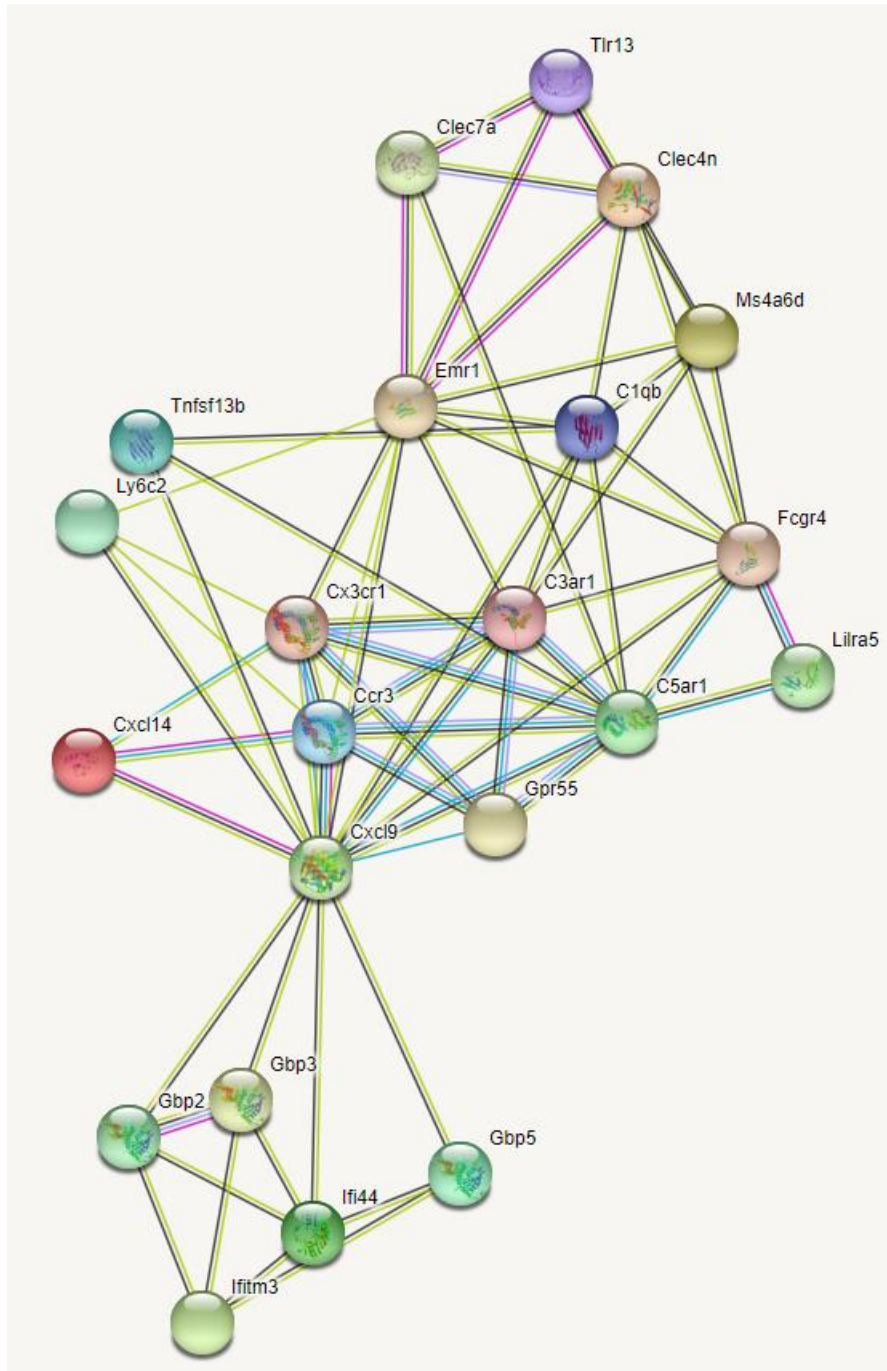 Tlr13
Clec7a
Clec4n
Ms4a6d
Emr1
C1qb
Tnfsf13b
Ly6c2
Fcgr4
Cx3cr1
C3ar1
Lilra5
Ccr3
C5ar1
Cxcl14
Gpr55
Cxcl9
Gbp3
Gbp2
Gbp5
Ifi44
Ifitm3